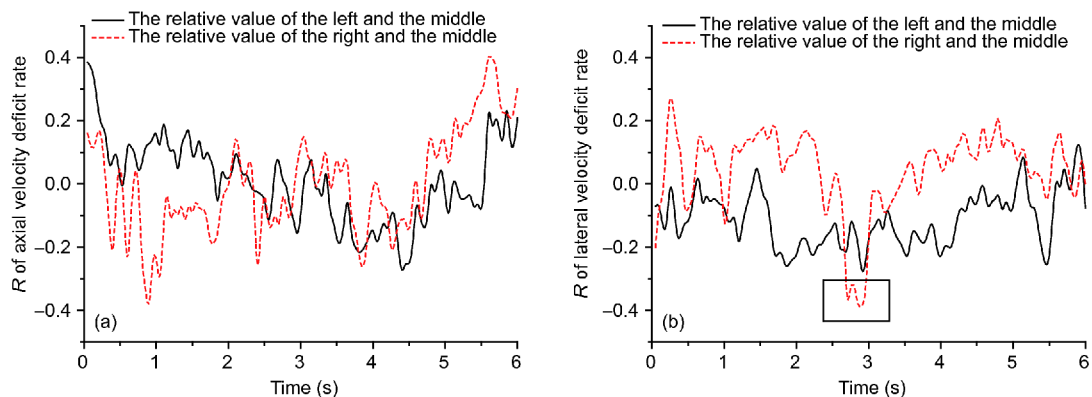 The relative value of the left and the middle
The relative value of the right and the middle
R of axial velocity deficit rate
0.4
0.2
0.0
–0.2
–0.4
(a)
0
1
2
3
4
5
6
Time (s)
The relative value of the left and the middle
The relative value of the right and the middle
R of lateral velocity deficit rate
0.4
0.2
0.0
–0.2
–0.4
(b)
0
1
2
3
4
5
6
Time (s)